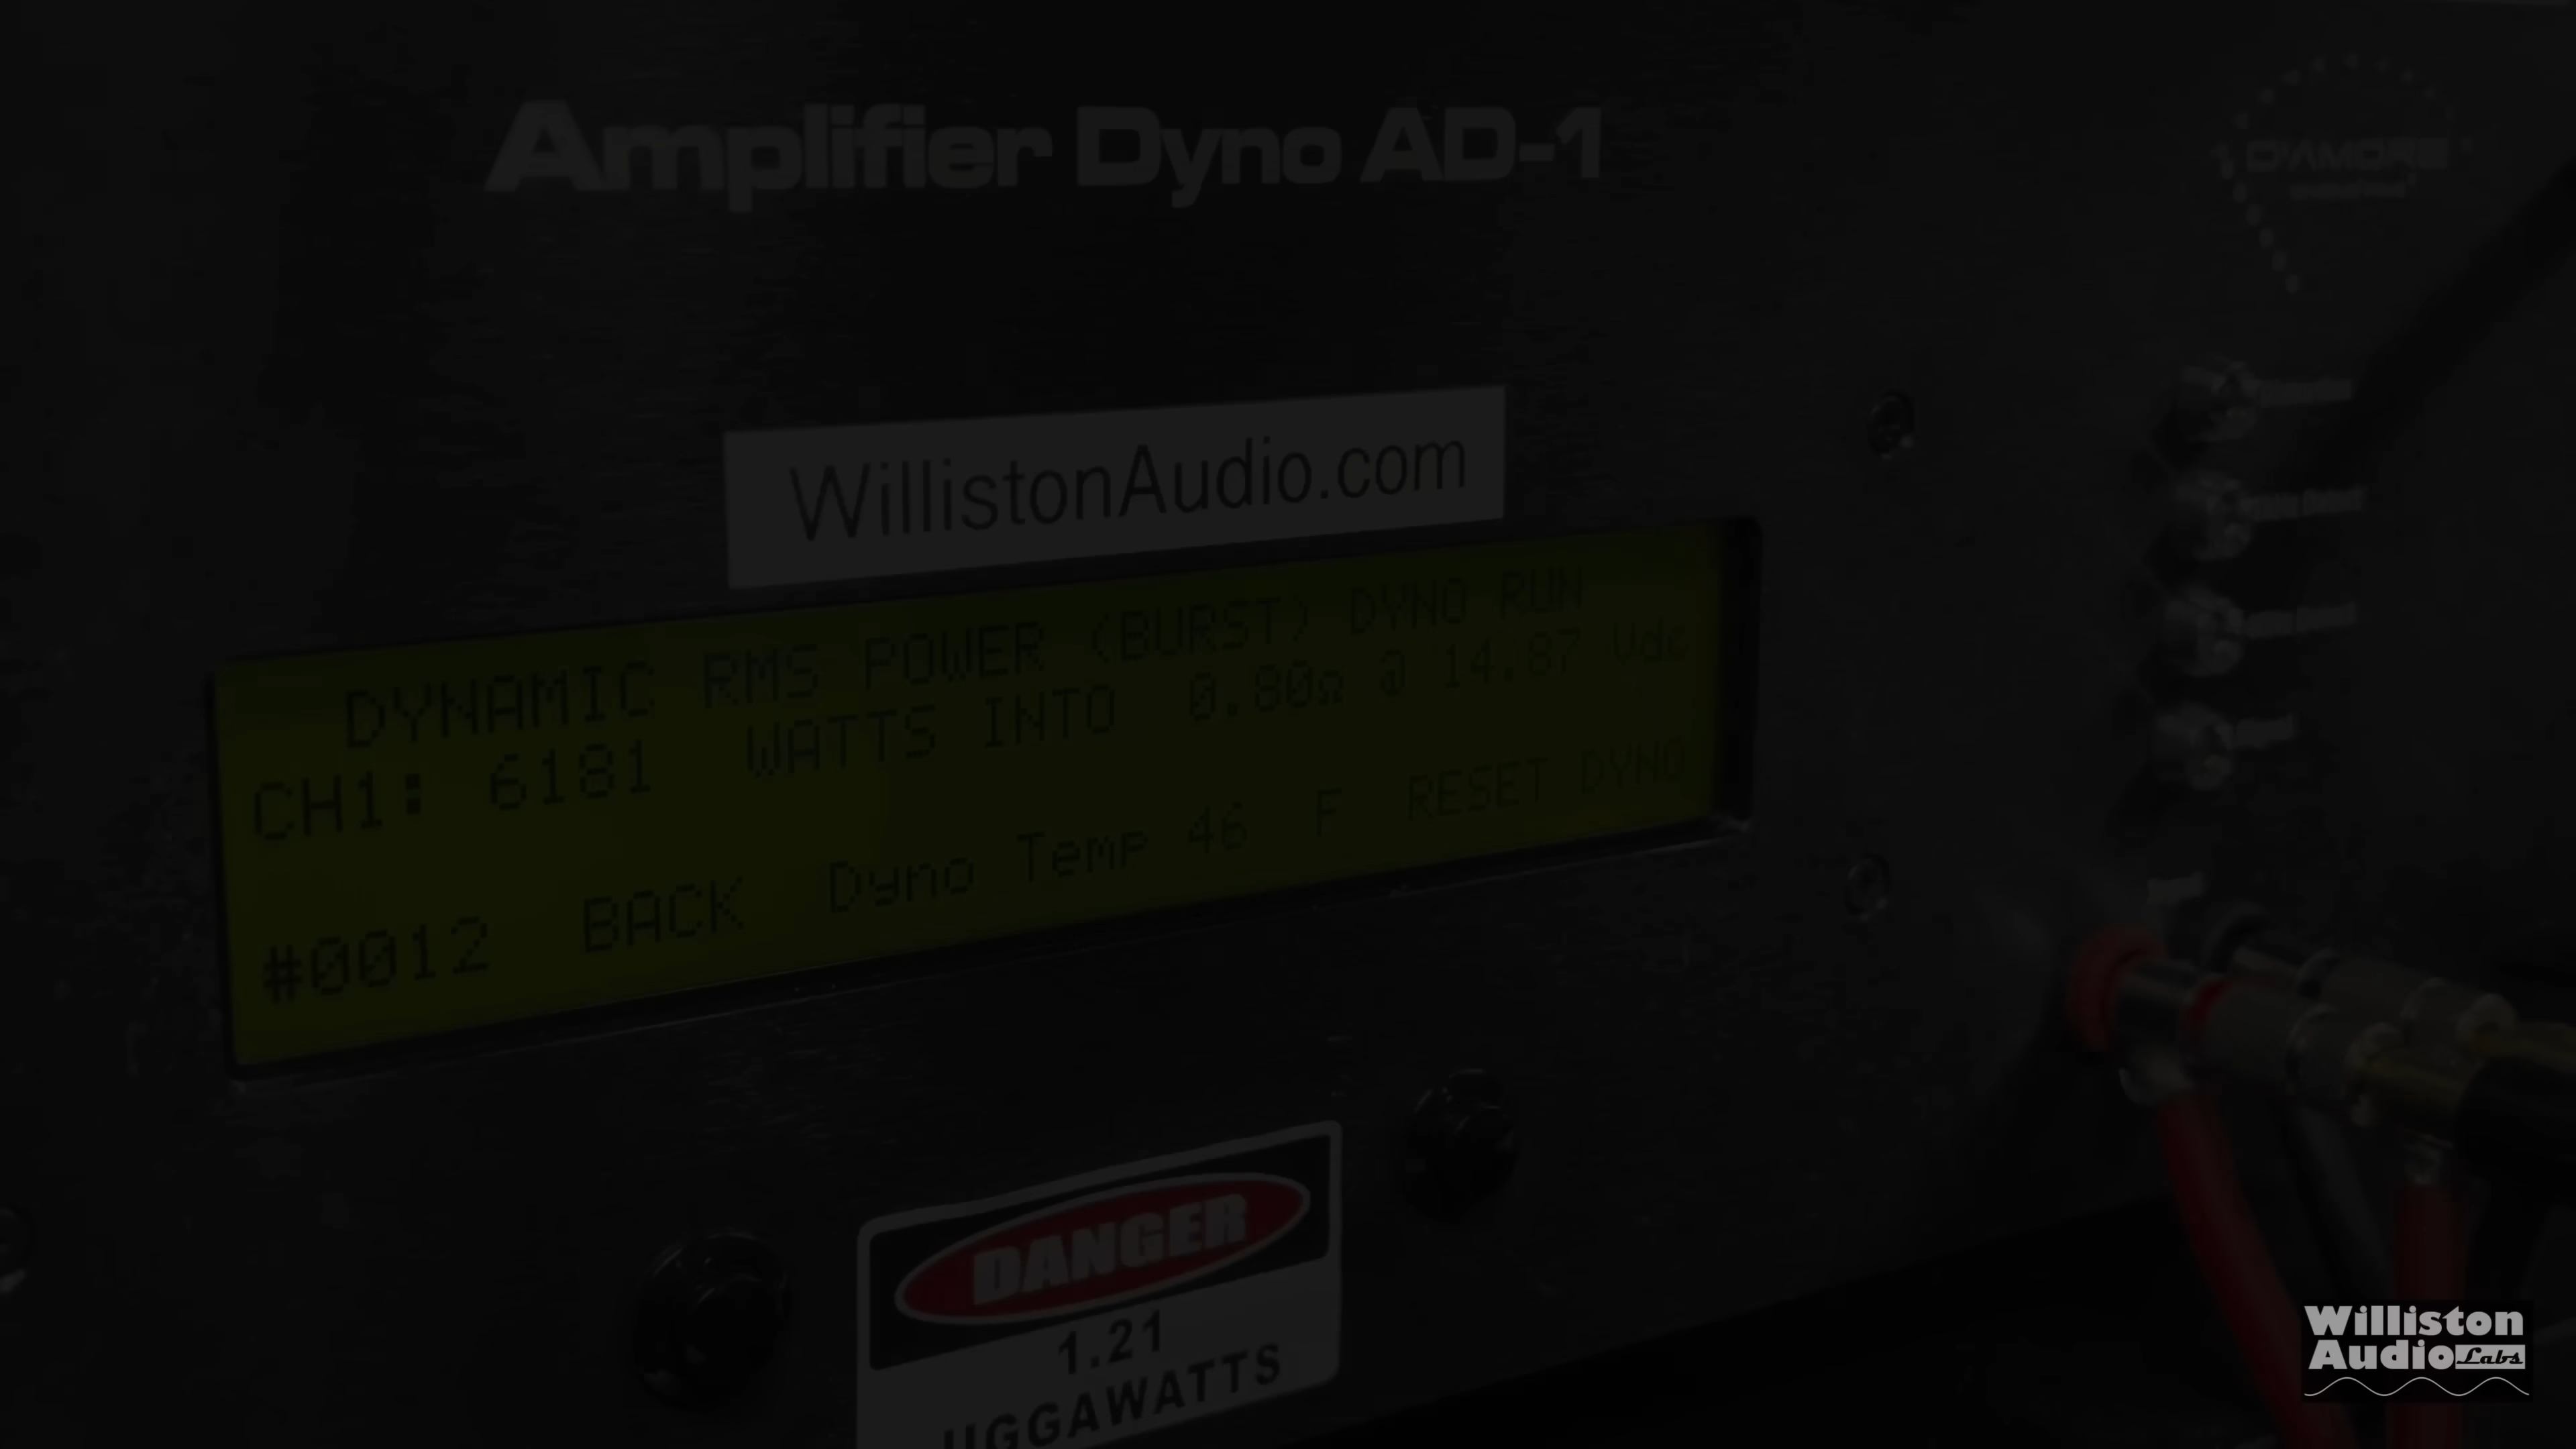 Amplifier Dyno AD-1
D'AMORE
WillistonAudio.com
DYNAMIC RMS POWER (BURST) DYNO RUN
CH1: 6181 WATTS INTO 0.80Ω @ 14.87 Vdc
#0012 BACK Dyno Temp 46 F RESET DYNO
DANGER
1.21
JIGGAWATTS
Williston
Audio Labs